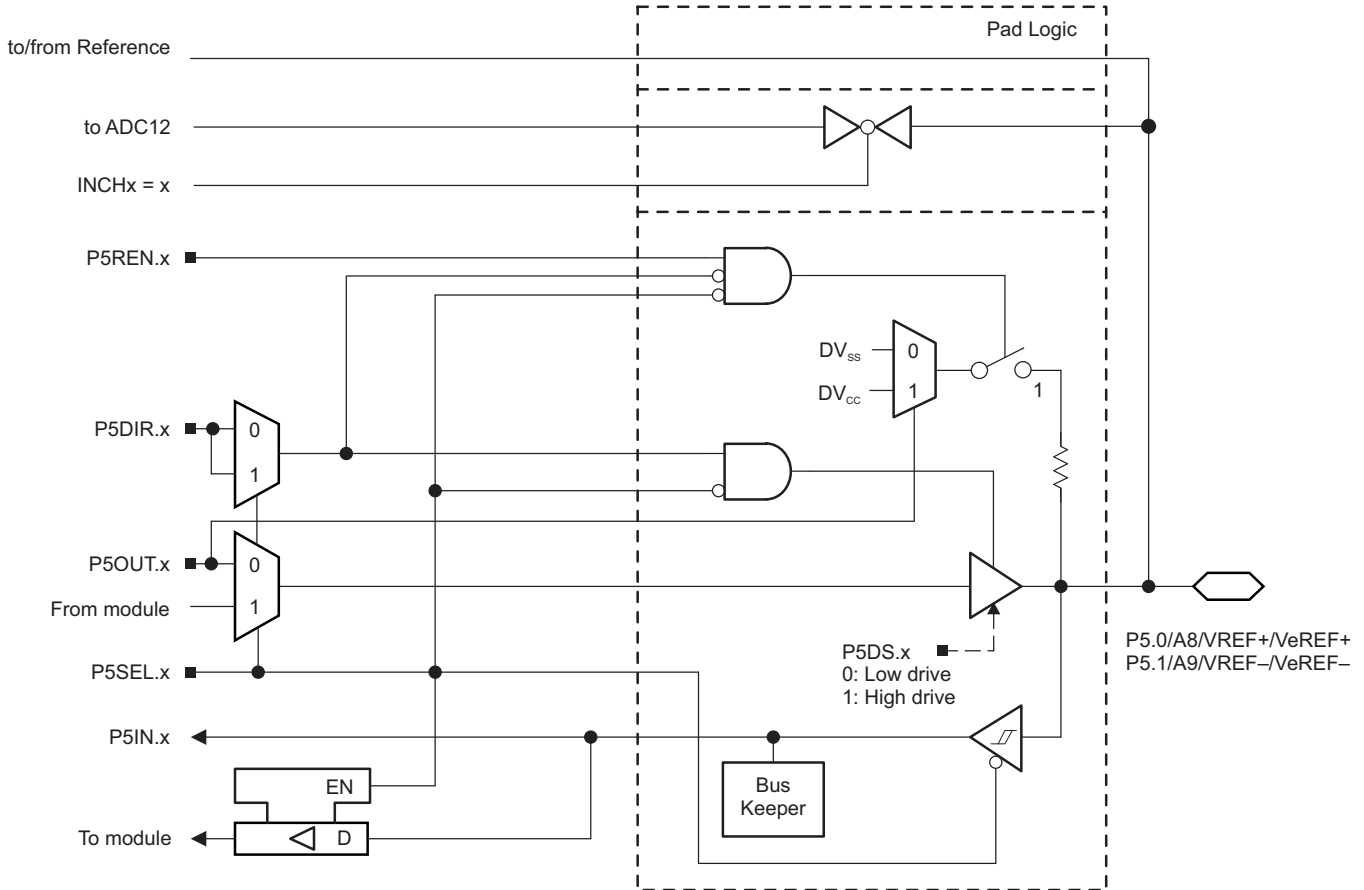 Pad Logic
to/from Reference
to ADC12
INCHx = x
P5REN.x
DVSS
0
DVCC
1
1
P5DIR.x
0
1
P5OUT.x
0
From module
1
P5SEL.x
P5DS.x
0: Low drive
1: High drive
P5.0/A8/VREF+/VeREF+
P5.1/A9/VREF–/VeREF–
P5IN.x
EN
Bus
Keeper
To module
D